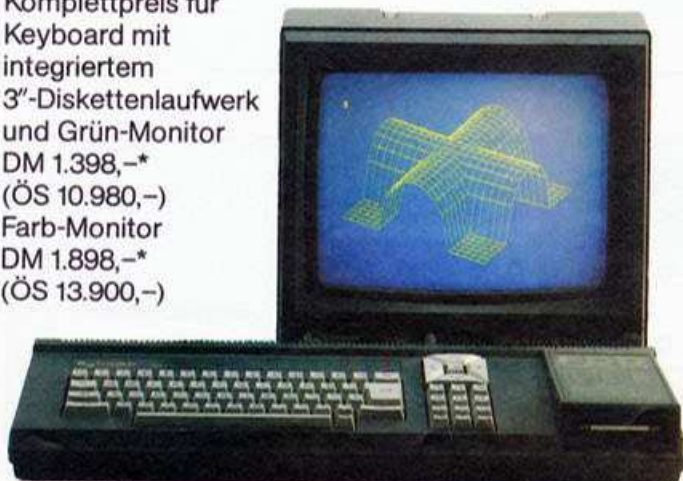 Komplettpreis für
Keyboard mit
integriertem
3"-Diskettenlaufwerk
und Grün-Monitor
DM 1.398,–*
(ÖS 10.980,–)
Farb-Monitor
DM 1.898,–*
(ÖS 13.900,–)